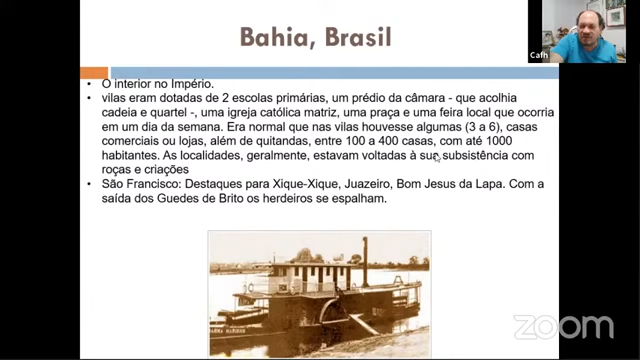 Bahia, Brasil
Cafh
• O interior no Império.
• vilas eram dotadas de 2 escolas primárias, um prédio da câmara - que acolhia
cadeia e quartel -, uma igreja católica matriz, uma praça e uma feira local que ocorria
em um dia da semana. Era normal que nas vilas houvesse algumas (3 a 6), casas
comerciais ou lojas, além de quitandas, entre 100 a 400 casas, com até 1000
habitantes. As localidades, geralmente, estavam voltadas à sua subsistência com
roças e criações
• São Francisco: Destaques para Xique-Xique, Juazeiro, Bom Jesus da Lapa. Com a
saída dos Guedes de Brito os herdeiros se espalham.
zoom